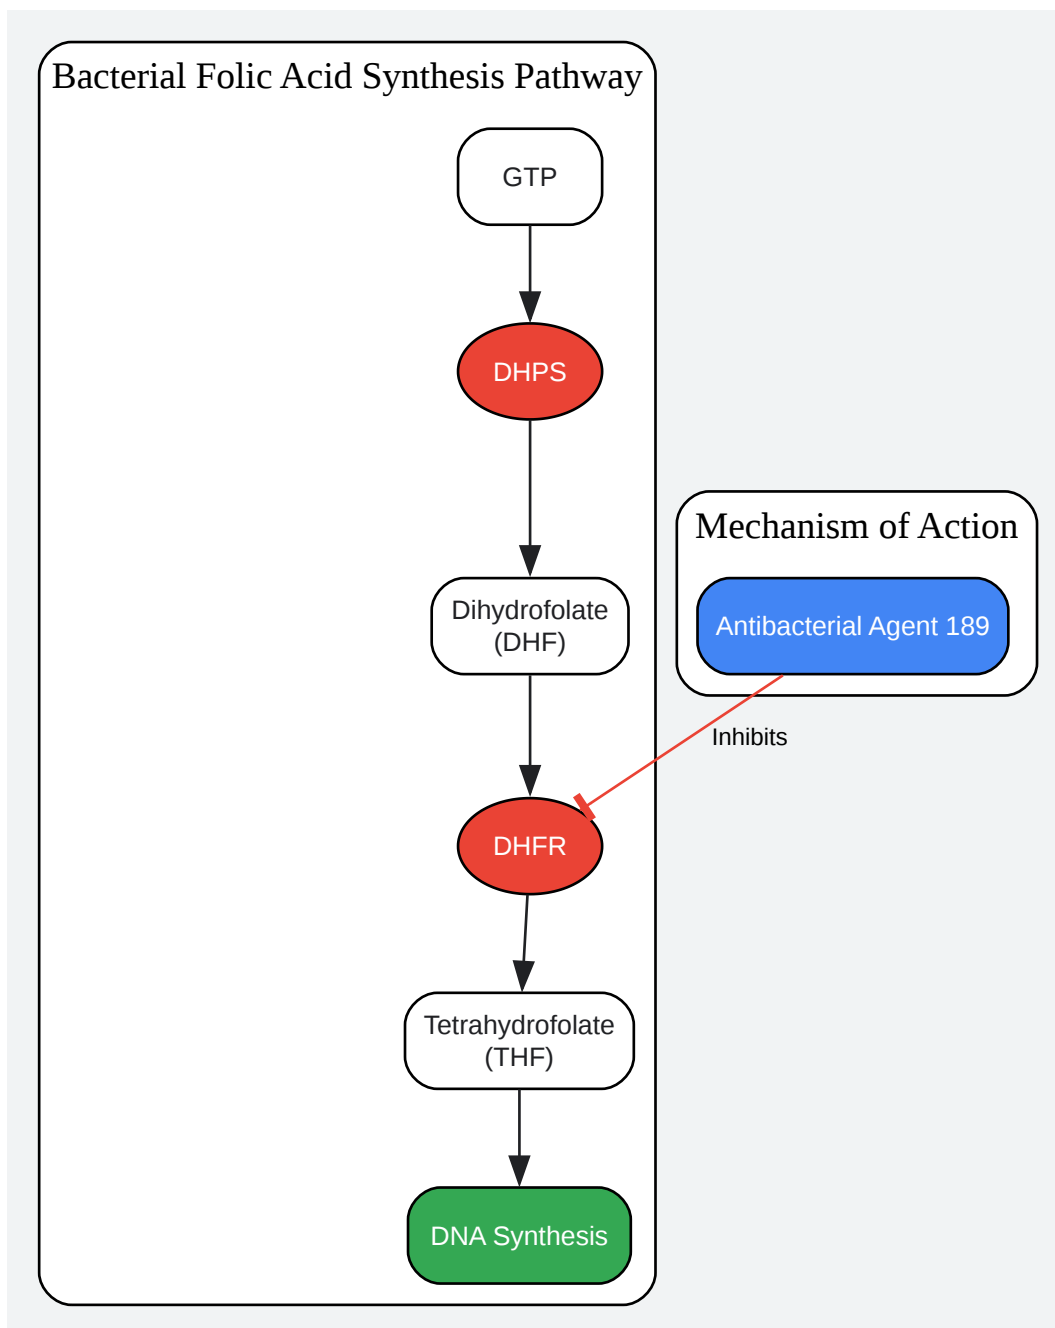 Bacterial Folic Acid Synthesis Pathway
GTP
DHPS
Dihydrofolate
(DHF)
Mechanism of Action
Antibacterial Agent 189
Inhibits
DHFR
Tetrahydrofolate
(THF)
DNA Synthesis